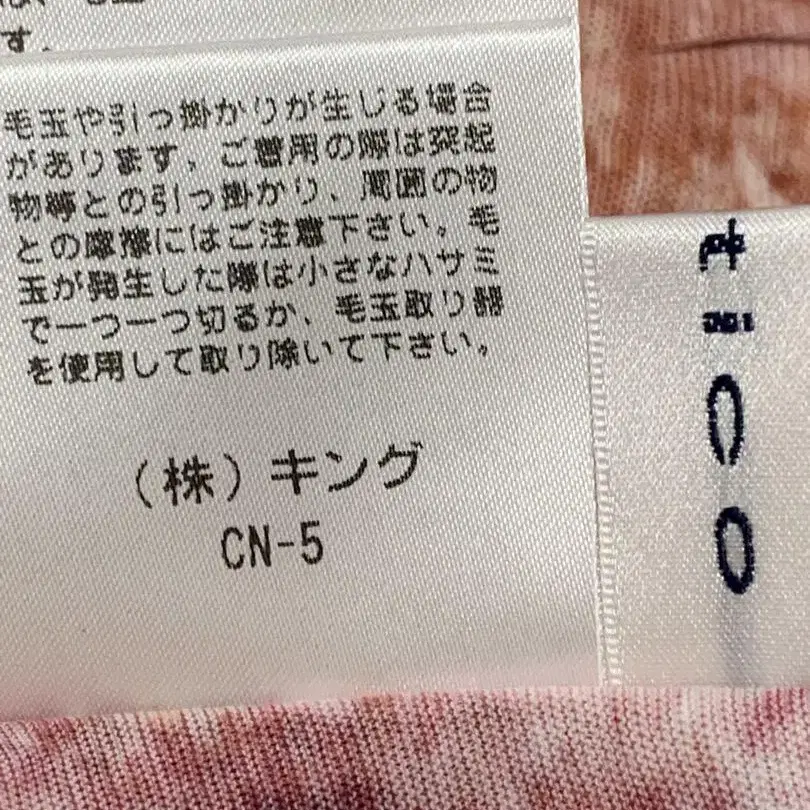 す。
毛玉や引っ掛かりが生じる場合
があります。ご着用の際は突起
物等との引っ掛かり、周囲の物
との摩擦にはご注意下さい。毛
玉が発生した際は小さなハサミ
で一つ一つ切るか、毛玉取り器
を使用して取り除いて下さい。
（株）キング
CN-5
tico